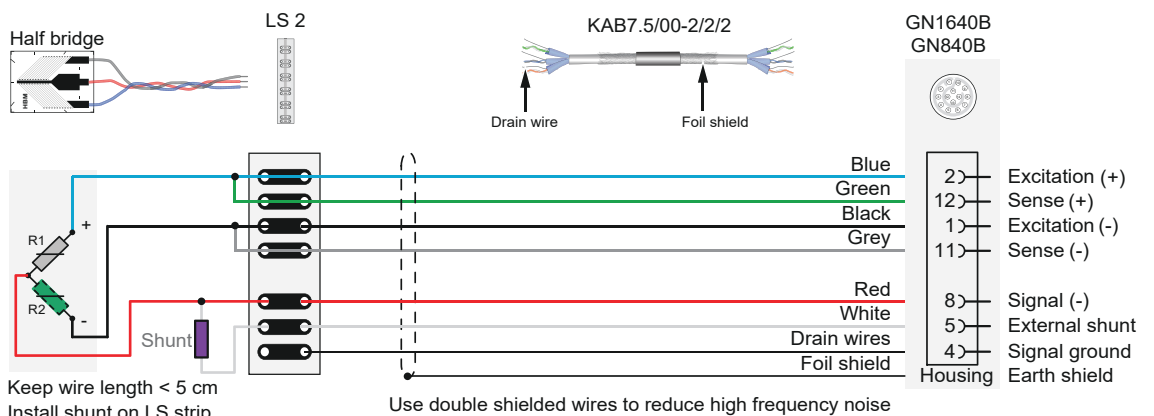 LS 2
KAB7.5/00-2/2/2
GN1640B
GN840B
Half bridge
HBM
Drain wire
Foil shield
Blue
2
Excitation (+)
Green
12
Sense (+)
Black
1
Excitation (-)
Grey
11
Sense (-)
+
R1
R2
-
Red
8
Signal (-)
White
5
External shunt
Shunt
Drain wires
4
Signal ground
Foil shield
Housing
Earth shield
Keep wire length < 5 cm
Install shunt on LS strip
Use double shielded wires to reduce high frequency noise